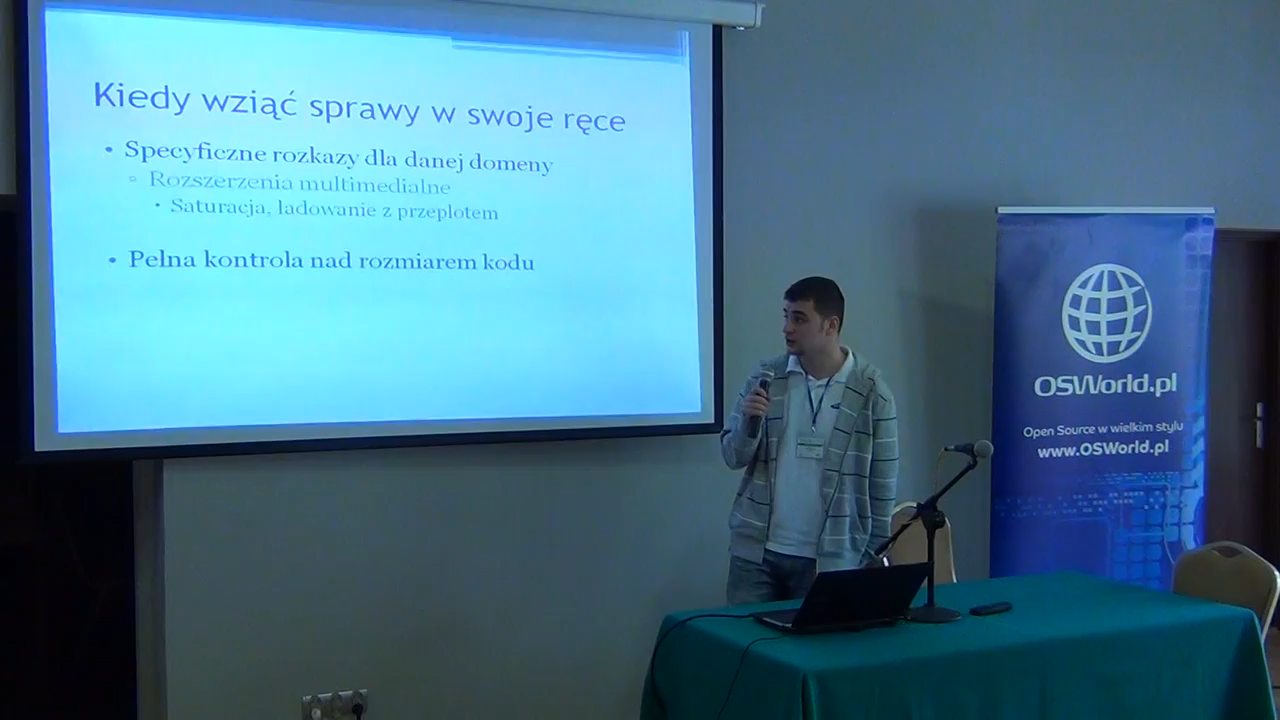 Kiedy wziąć sprawy w swoje ręce
• Specyficzne rozkazy dla danej domeny
▫ Rozszerzenia multimedialne
• Saturacja, ładowanie z przeplotem
• Pełna kontrola nad rozmiarem kodu
OSWorld.pl
Open Source w wielkim stylu
www.OSWorld.pl